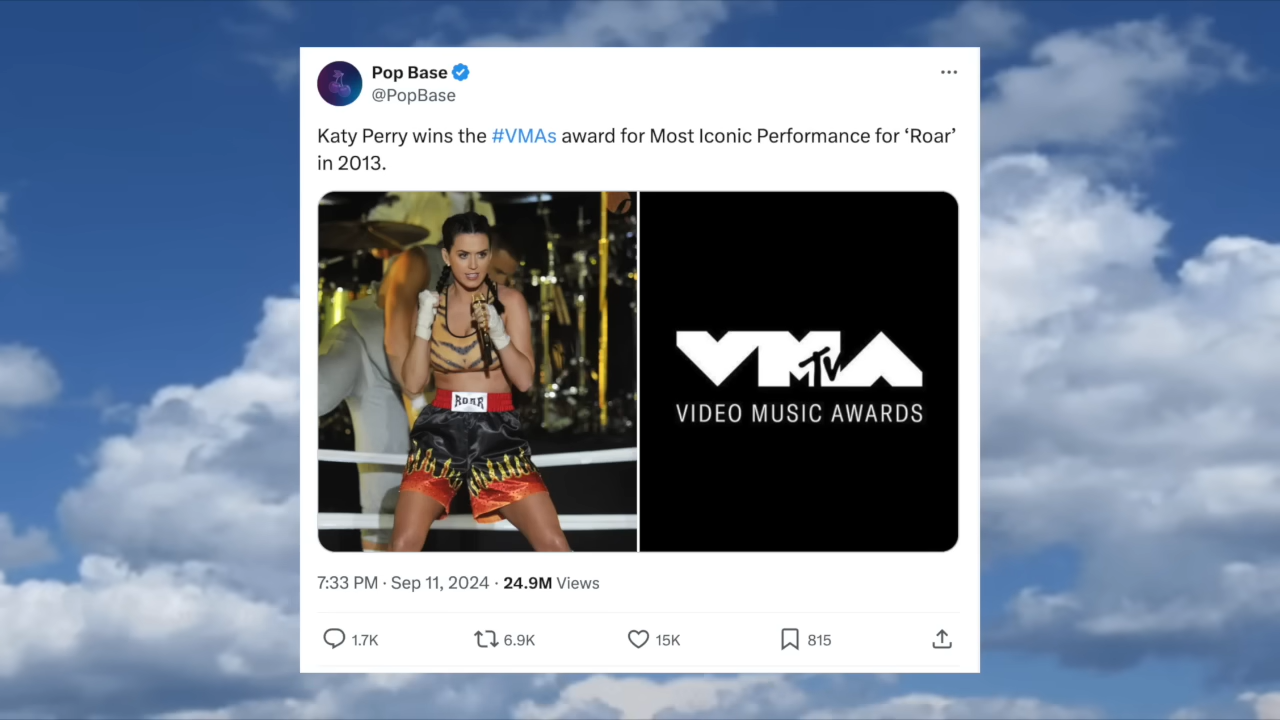 Pop Base
@PopBase
Katy Perry wins the #VMAs award for Most Iconic Performance for ‘Roar’
in 2013.
ROAR
VMA
MTV
VIDEO MUSIC AWARDS
7:33 PM · Sep 11, 2024 · 24.9M Views
1.7K 6.9K 15K 815